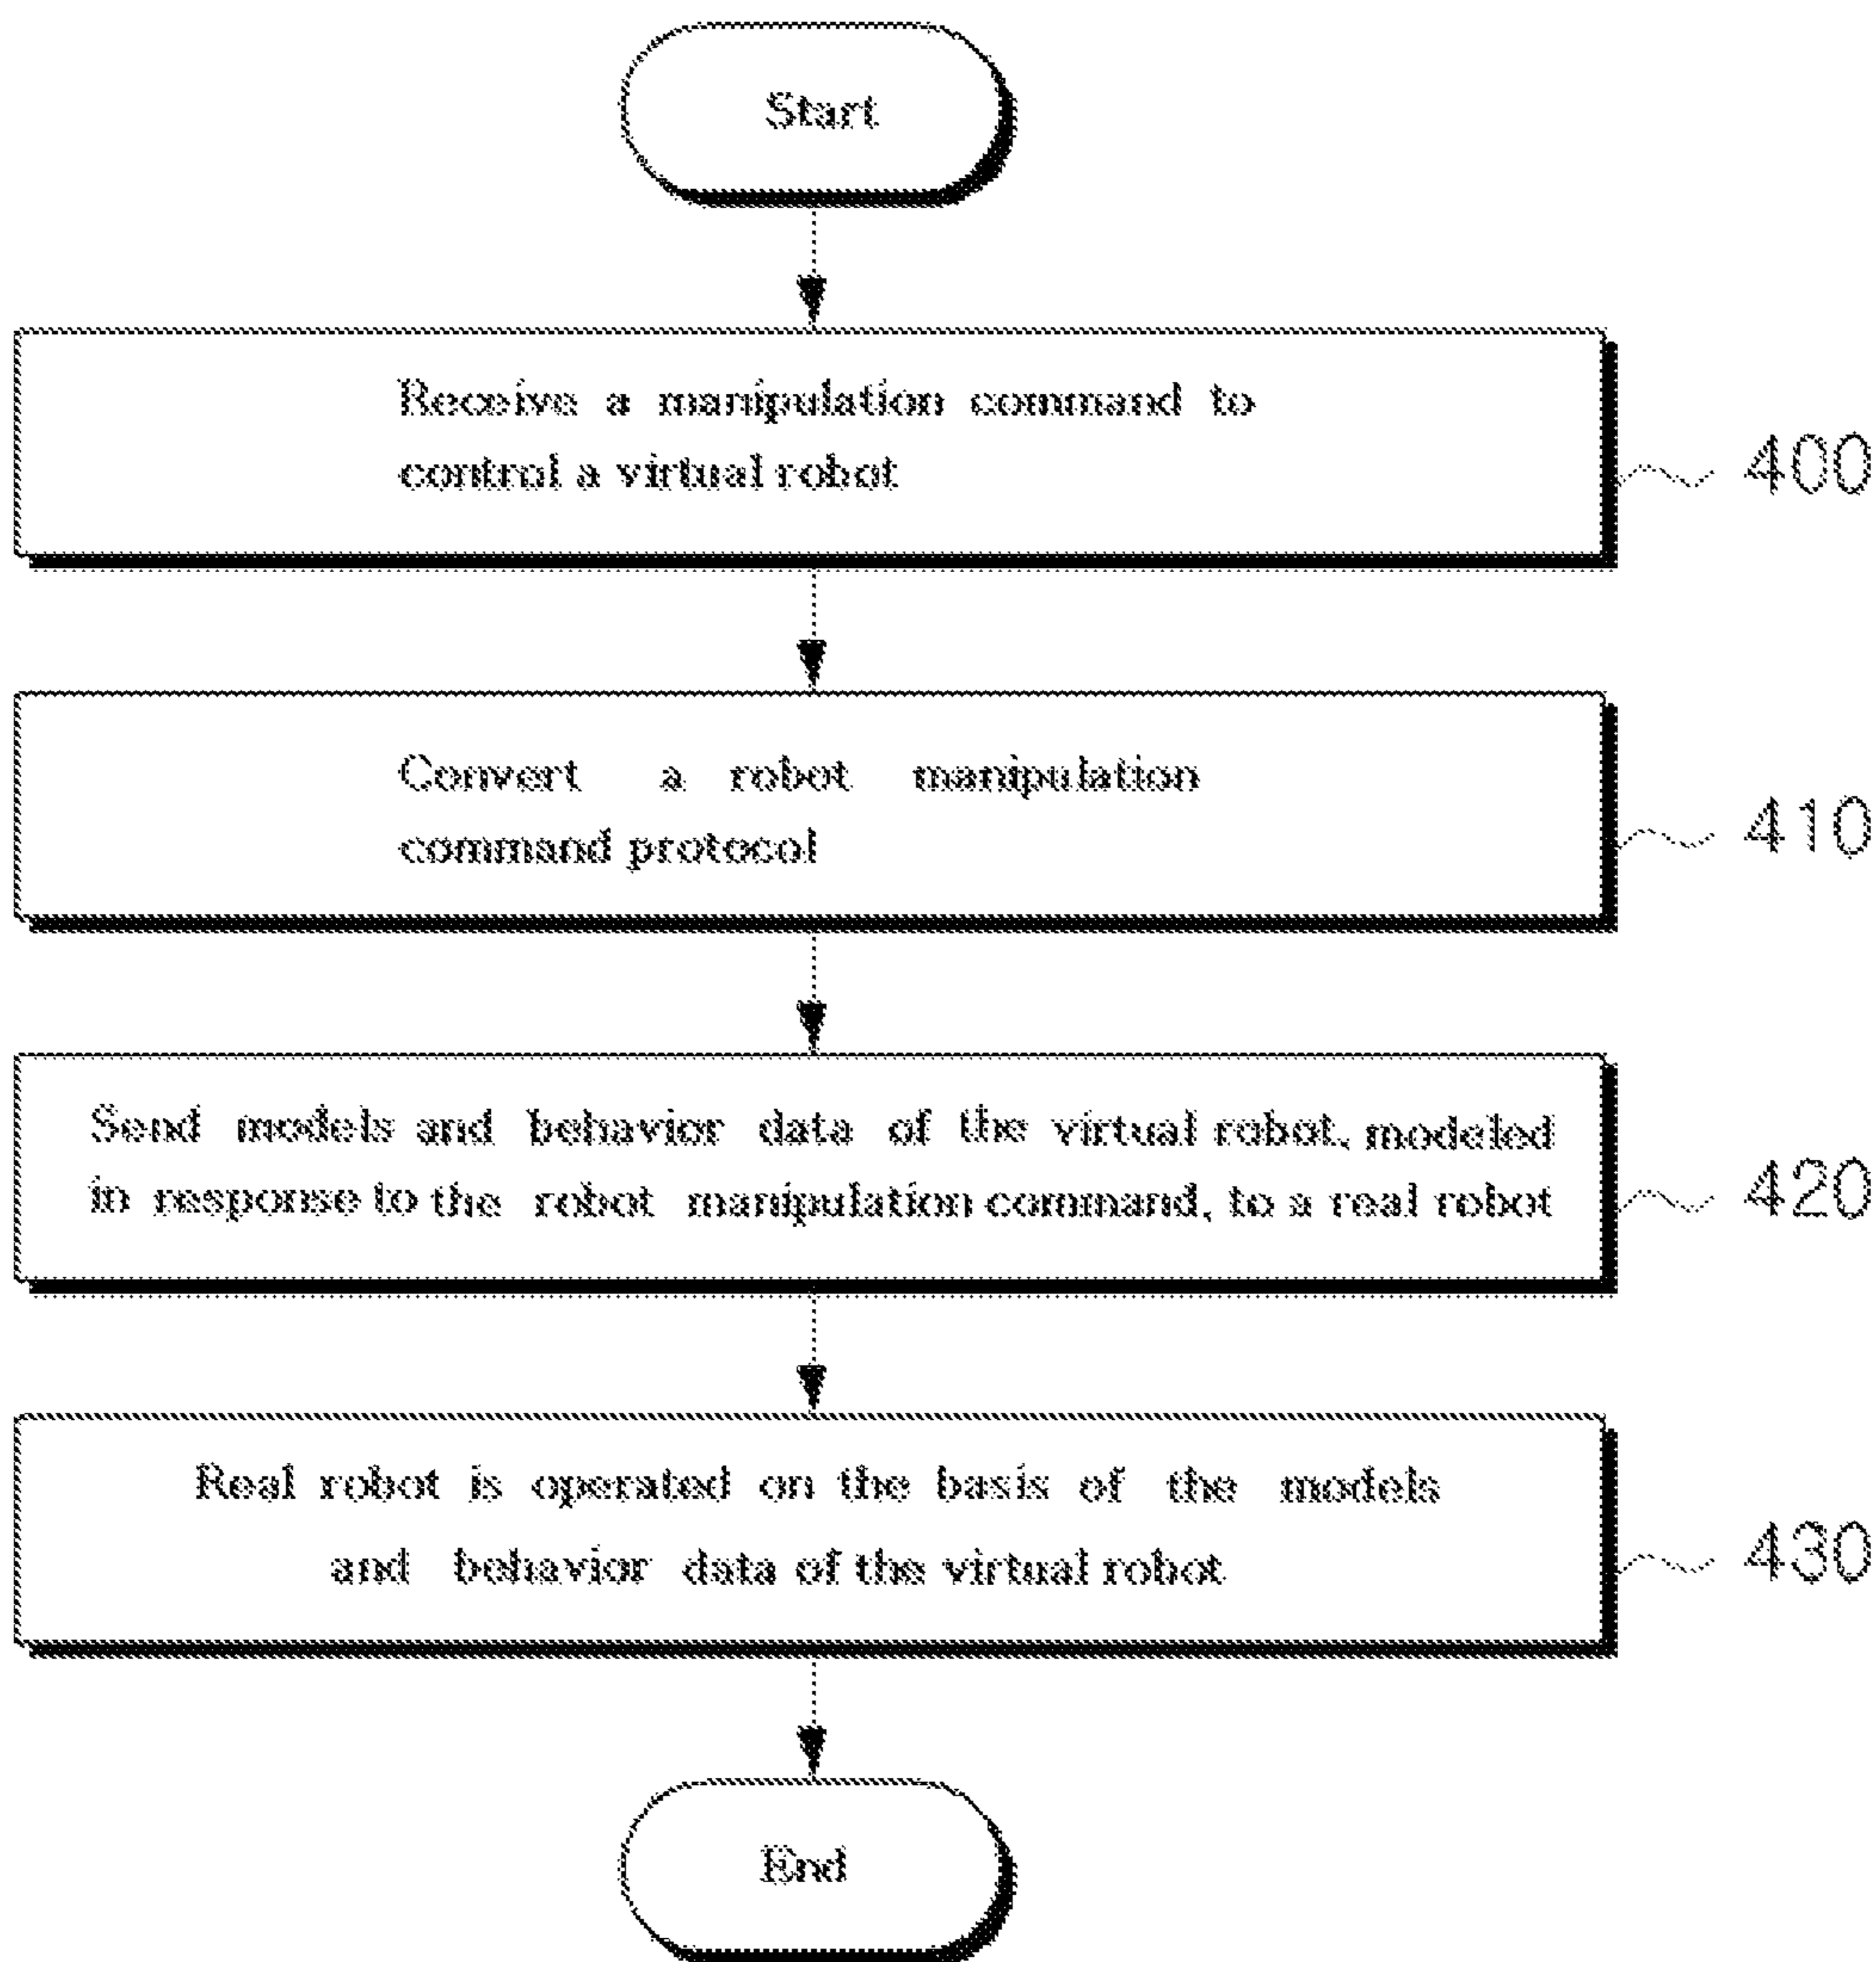 Start
Receive a manipulation command to
control a virtual robot
400
Convert a robot manipulation
command protocol
410
Send models and behavior data of the virtual robot, modeled
in response to the robot manipulation command, to a real robot
420
Real robot is operated on the basis of the models
and behavior data of the virtual robot
430
End